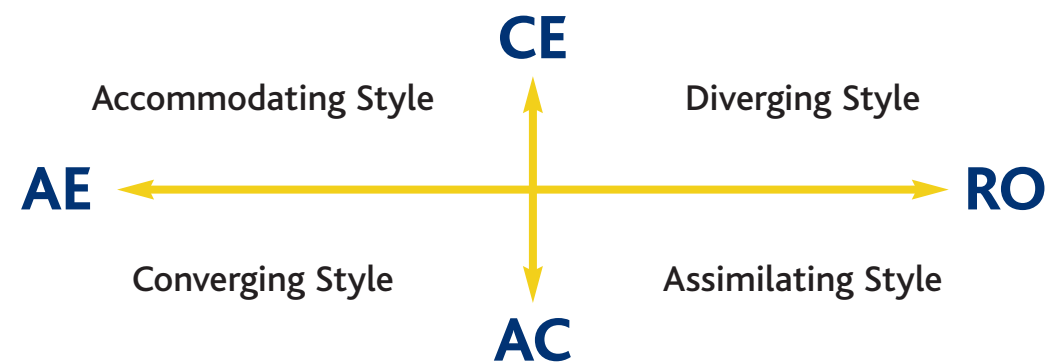 CE
Accommodating Style
Diverging Style
AE
RO
Converging Style
Assimilating Style
AC